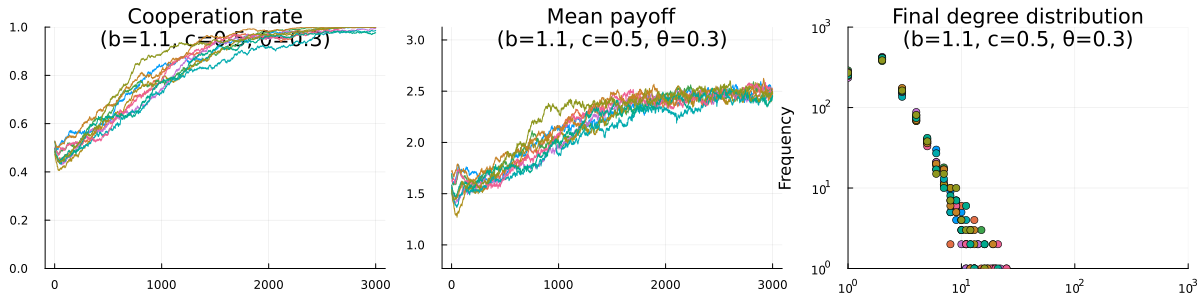 Cooperation rate
(b=1.1, c=0.5, θ=0.3)
1.0
0.8
0.6
0.4
0.2
0.0
0 1000 2000 3000
Mean payoff
(b=1.1, c=0.5, θ=0.3)
3.0
2.5
2.0
1.5
1.0
0 1000 2000 3000
Final degree distribution
(b=1.1, c=0.5, θ=0.3)
Frequency
10³
10²
10¹
10⁰
10⁰ 10¹ 10² 10³